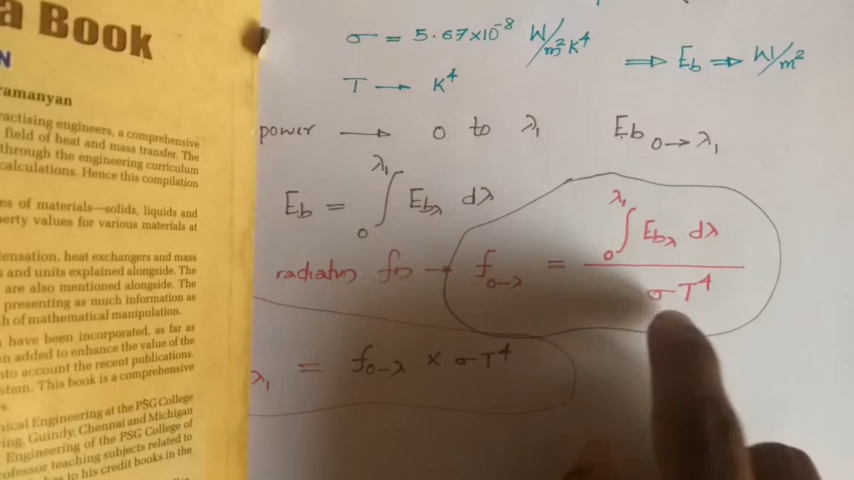 a Book
N
ramanyan
ractising engineers, a comprehensive
field of heat and mass transfer. The
through the engineering curriculum
calculations. Hence this compilation
es of materials—solids, liquids and
perty values for various materials at
ensation, heat exchangers and mass
and units explained alongside. The
are also mentioned alongside. The
presenting as much information as
h of mathematical manipulation.
have been incorporated, as far as
n added to enhance the value of the
nto account the recent publications.
stem. This book is a comprehensive
s.
nical Engineering at the PSG College
ring, Guindy, Chennai and Michigan
Engineering of the PSG College of
ofessor teaching subjects related to
has to his credit books in the
σ = 5.67×10⁻⁸ W/m²K⁴
⟹ Eb ⟹ W/m²
T → K⁴
power → 0 to λ₁ Eb 0→λ₁
Eb = ∫₀^λ₁ Ebλ dλ
radiation fn → f₀₋λ = ∫₀^λ₁ Ebλ dλ / σT⁴
λ₁ = f₀₋λ × σT⁴